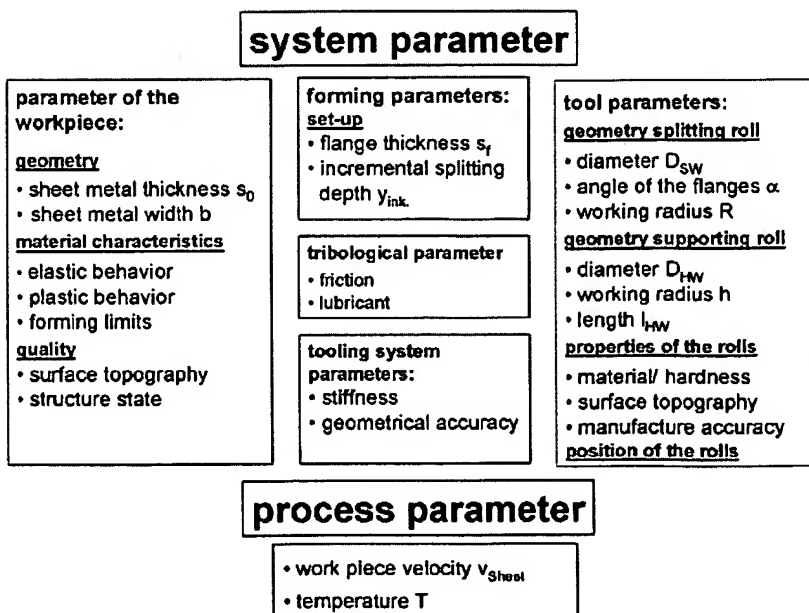 system parameter
parameter of the
workpiece:
geometry
• sheet metal thickness s0
• sheet metal width b
material characteristics
• elastic behavior
• plastic behavior
• forming limits
quality
• surface topography
• structure state
forming parameters:
set-up
• flange thickness sf
• incremental splitting
depth yink.
tribological parameter
• friction
• lubricant
tooling system
parameters:
• stiffness
• geometrical accuracy
tool parameters:
geometry splitting roll
• diameter DSW
• angle of the flanges α
• working radius R
geometry supporting roll
• diameter DHW
• working radius h
• length lHW
properties of the rolls
• material/ hardness
• surface topography
• manufacture accuracy
position of the rolls
process parameter
• work piece velocity vSheet
• temperature T